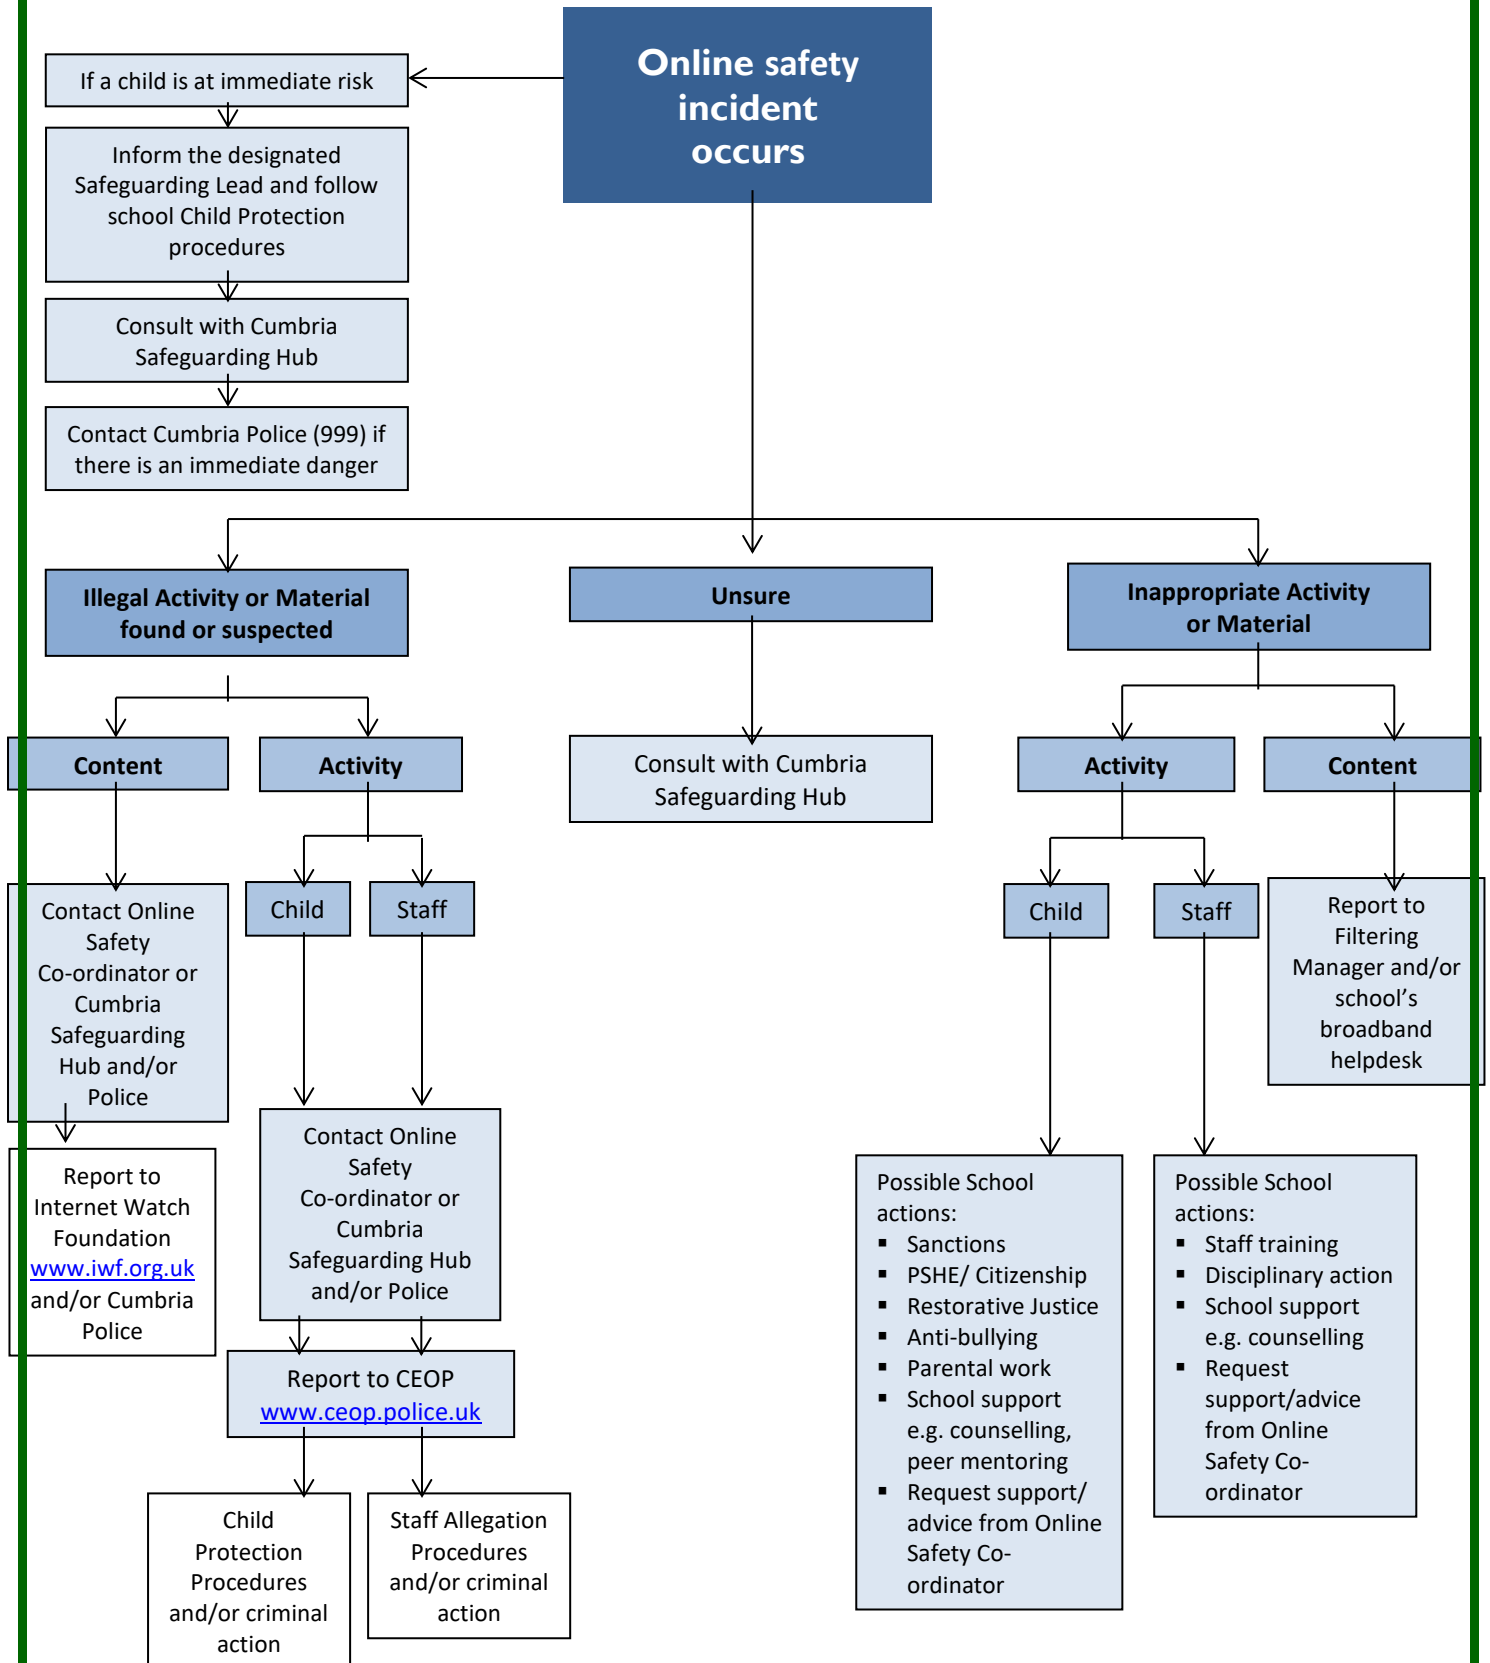 Online safety
incident
occurs
If a child is at immediate risk
Inform the designated
Safeguarding Lead and follow
school Child Protection
procedures
Consult with Cumbria
Safeguarding Hub
Contact Cumbria Police (999) if
there is an immediate danger
Illegal Activity or Material
found or suspected
Unsure
Inappropriate Activity
or Material
Content
Activity
Consult with Cumbria
Safeguarding Hub
Activity
Content
Contact Online
Safety
Co-ordinator or
Cumbria
Safeguarding
Hub and/or
Police
Child
Staff
Child
Staff
Report to
Filtering
Manager and/or
school’s
broadband
helpdesk
Report to
Internet Watch
Foundation
www.iwf.org.uk
and/or Cumbria
Police
Contact Online
Safety
Co-ordinator or
Cumbria
Safeguarding Hub
and/or Police
Report to CEOP
www.ceop.police.uk
Child
Protection
Procedures
and/or criminal
action
Staff Allegation
Procedures
and/or criminal
action
Possible School
actions:
▪ Sanctions
▪ PSHE/ Citizenship
▪ Restorative Justice
▪ Anti-bullying
▪ Parental work
▪ School support
e.g. counselling,
peer mentoring
▪ Request support/
advice from Online
Safety Co-
ordinator
Possible School
actions:
▪ Staff training
▪ Disciplinary action
▪ School support
e.g. counselling
▪ Request
support/advice
from Online
Safety Co-
ordinator